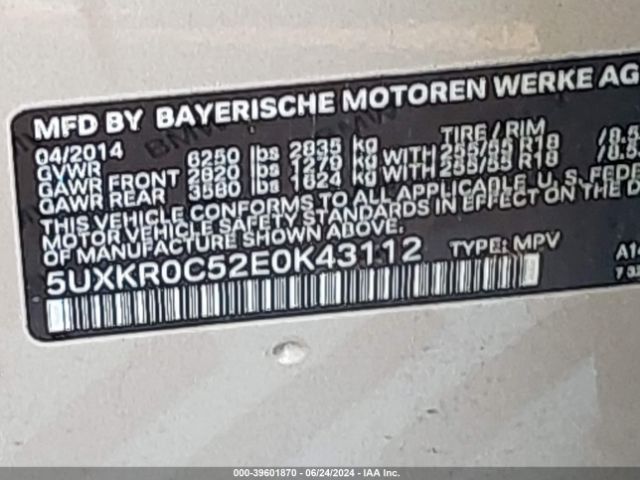 MFD BY BAYERISCHE MOTOREN WERKE AG
04/2014 TIRE/RIM
GVWR 6250 lbs 2835 kg
GAWR FRONT 2820 lbs 1279 kg WITH 255/55 R18
GAWR REAR 3580 lbs 1624 kg WITH 255/55 R18
THIS VEHICLE CONFORMS TO ALL APPLICABLE U.S. FEDE
MOTOR VEHICLE SAFETY STANDARDS IN EFFECT ON THE D
OF MANUFACTURE SHOWN ABOVE.
5UXKR0C52E0K43112 TYPE: MPV
000-39601870 - 06/24/2024 - IAA Inc.